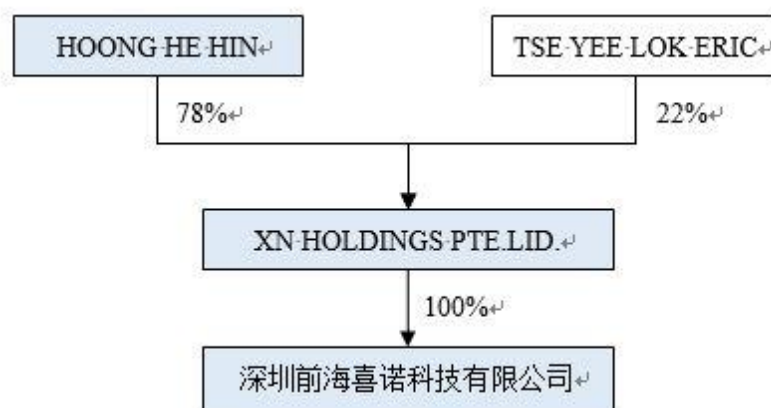 HOONG HE HIN↵
TSE YEE LOK ERIC↵
78%↵
22%↵
XN HOLDINGS PTE.LID.↵
100%↵
深圳前海喜诺科技有限公司↵